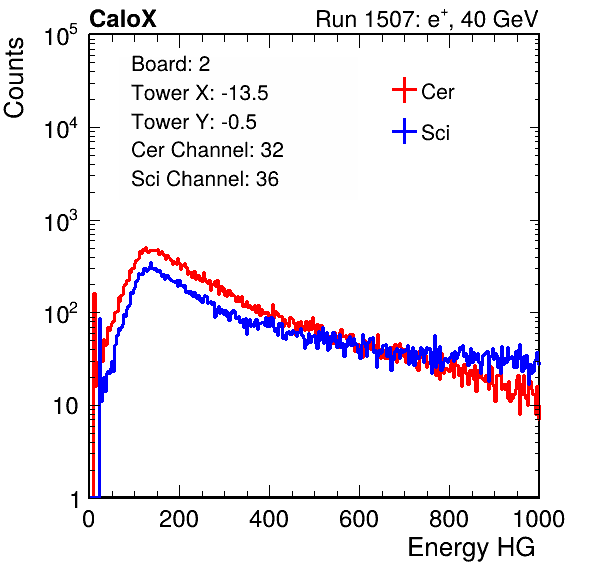 CaloX Run 1507: e+, 40 GeV
Counts
Board: 2
Tower X: -13.5
Tower Y: -0.5
Cer Channel: 32
Sci Channel: 36
Cer
Sci
10^5
10^4
10^3
10^2
10
1
0 200 400 600 800 1000
Energy HG